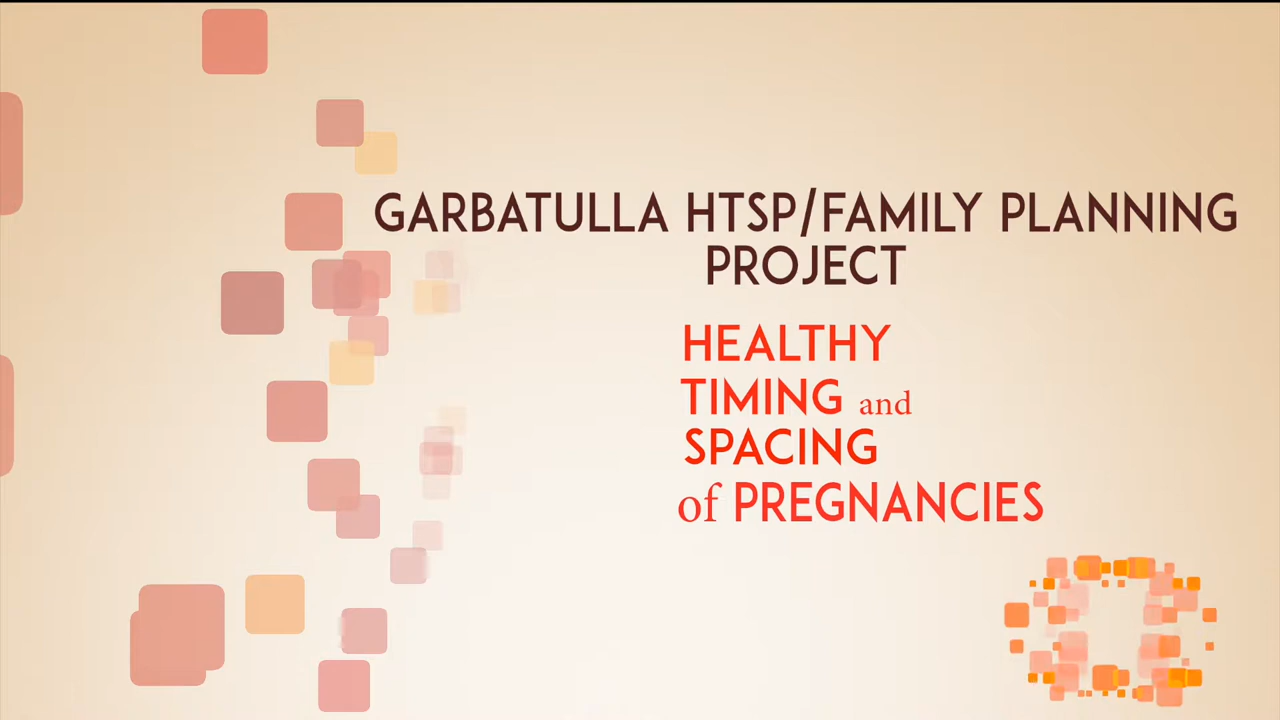 GARBATULLA HTSP/FAMILY PLANNING
PROJECT
HEALTHY
TIMING and
SPACING
of PREGNANCIES